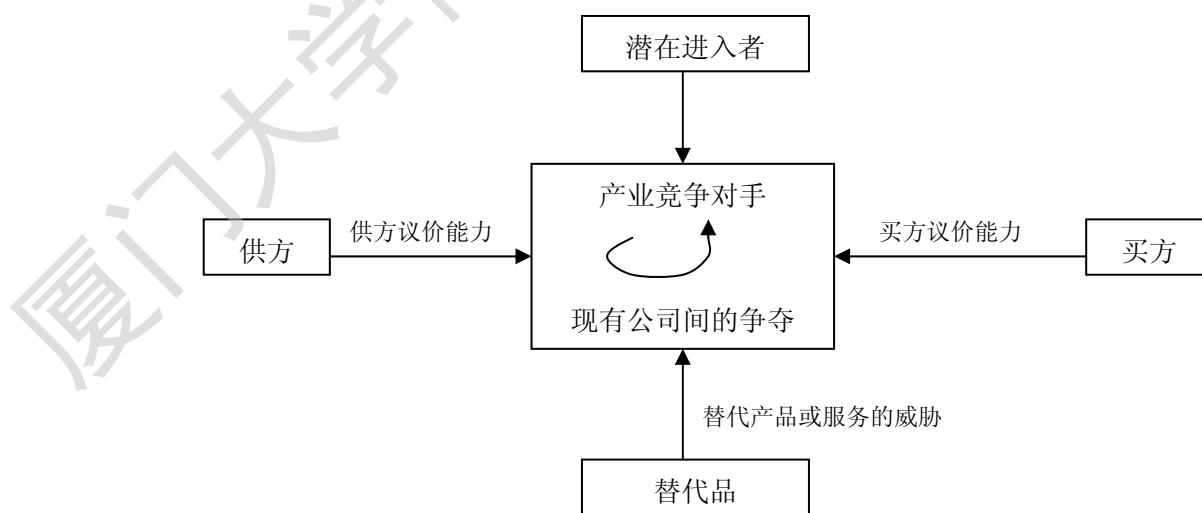 潜在进入者
产业竞争对手
供方
供方议价能力
买方议价能力
买方
现有公司间的争夺
替代产品或服务的威胁
替代品
厦门大学